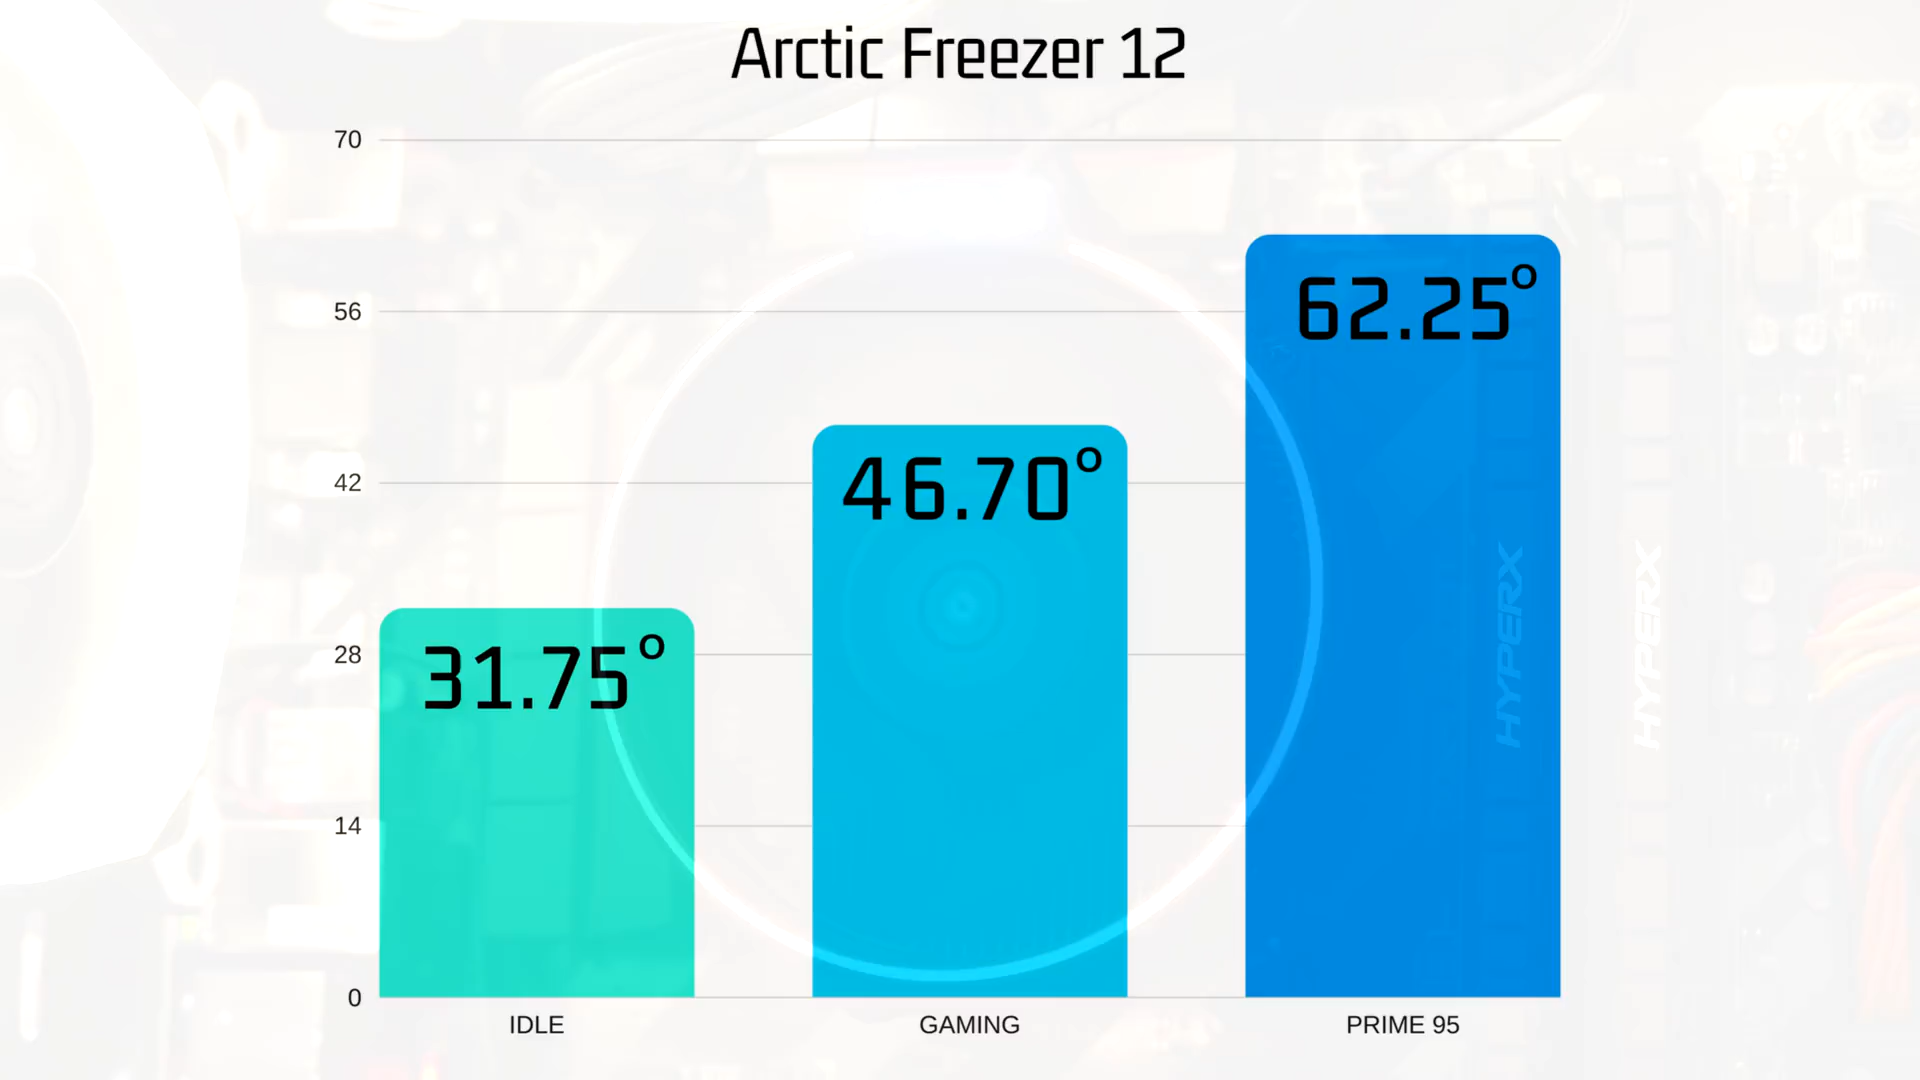 Arctic Freezer 12
70
56
42
28
14
0
31.75°
46.70°
62.25°
HYPERX
HYPERX
IDLE
GAMING
PRIME 95